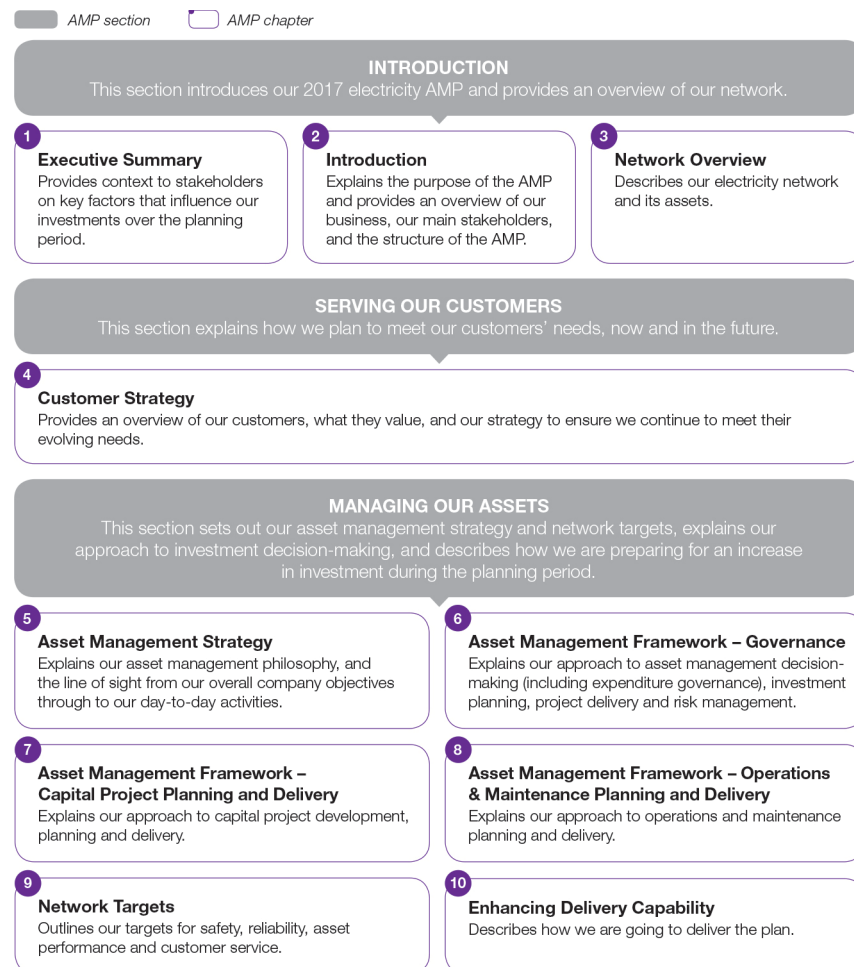 AMP section
AMP chapter
INTRODUCTION
This section introduces our 2017 electricity AMP and provides an overview of our network.
1
Executive Summary
Provides context to stakeholders
on key factors that influence our
investments over the planning
period.
2
Introduction
Explains the purpose of the AMP
and provides an overview of our
business, our main stakeholders,
and the structure of the AMP.
3
Network Overview
Describes our electricity network
and its assets.
SERVING OUR CUSTOMERS
This section explains how we plan to meet our customers' needs, now and in the future.
4
Customer Strategy
Provides an overview of our customers, what they value, and our strategy to ensure we continue to meet their
evolving needs.
MANAGING OUR ASSETS
This section sets out our asset management strategy and network targets, explains our
approach to investment decision-making, and describes how we are preparing for an increase
in investment during the planning period.
5
Asset Management Strategy
Explains our asset management philosophy, and
the line of sight from our overall company objectives
through to our day-to-day activities.
6
Asset Management Framework – Governance
Explains our approach to asset management decision-
making (including expenditure governance), investment
planning, project delivery and risk management.
7
Asset Management Framework –
Capital Project Planning and Delivery
Explains our approach to capital project development,
planning and delivery.
8
Asset Management Framework – Operations
& Maintenance Planning and Delivery
Explains our approach to operations and maintenance
planning and delivery.
9
Network Targets
Outlines our targets for safety, reliability, asset
performance and customer service.
10
Enhancing Delivery Capability
Describes how we are going to deliver the plan.